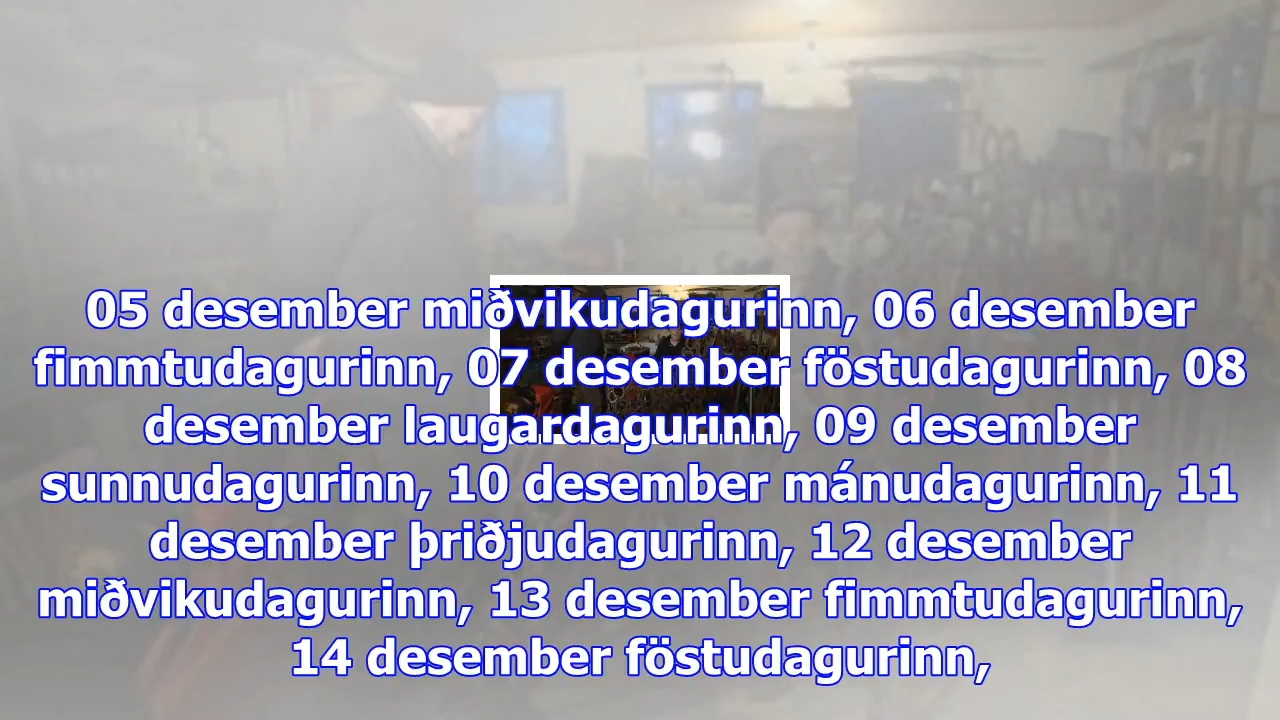 05 desember miðvikudagurinn, 06 desember
fimmtudagurinn, 07 desember föstudagurinn, 08
desember laugardagurinn, 09 desember
sunnudagurinn, 10 desember mánudagurinn, 11
desember þriðjudagurinn, 12 desember
miðvikudagurinn, 13 desember fimmtudagurinn,
14 desember föstudagurinn,